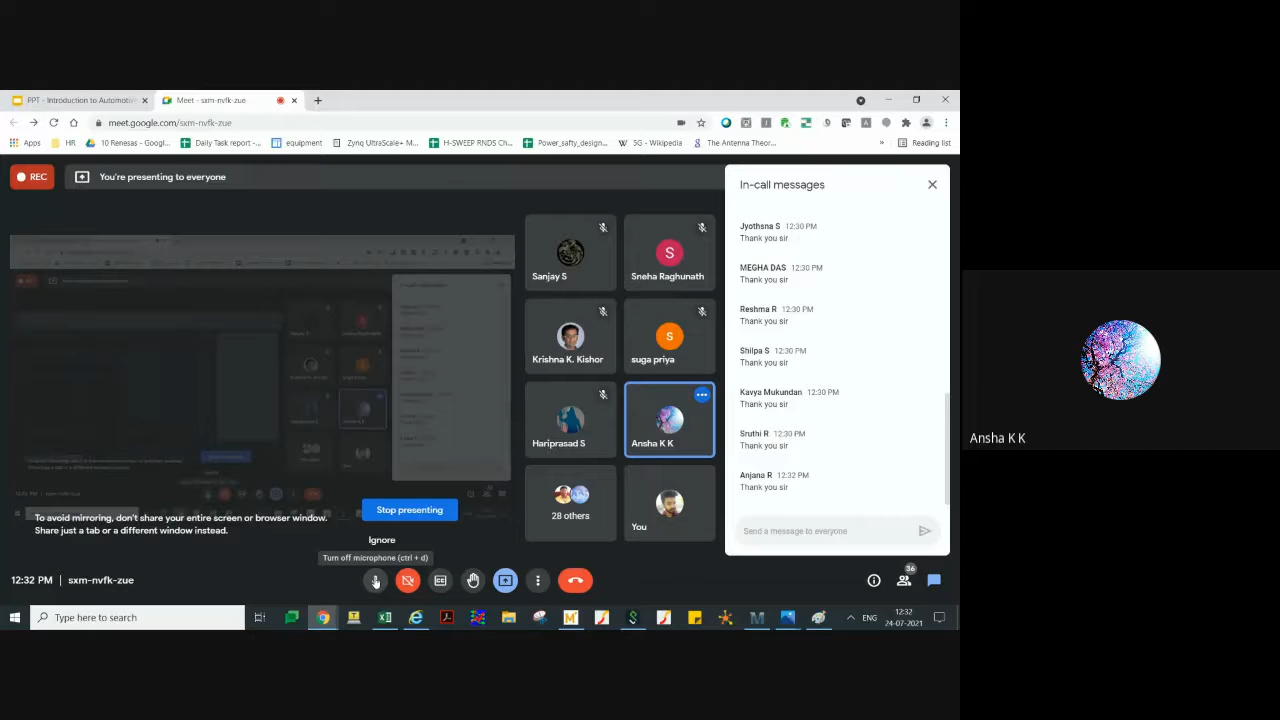 PPT - Introduction to Automotiv
Meet - sxm-nvfk-zue
meet.google.com/sxm-nvfk-zue
Apps
HR
10 Renesas - Googl...
Daily Task report -...
equipment
Zynq UltraScale+ M...
H-SWEEP RNDS Ch...
Power_safty_design...
5G - Wikipedia
The Antenna Theor...
»
Reading list
REC
You're presenting to everyone
In-call messages
Sanjay S
S
Sneha Raghunath
Krishna K. Kishor
S
suga priya
Hariprasad S
Ansha K K
28 others
You
Jyothsna S 12:30 PM
Thank you sir
MEGHA DAS 12:30 PM
Thank you sir
Reshma R 12:30 PM
Thank you sir
Shilpa S 12:30 PM
Thank you sir
Kavya Mukundan 12:30 PM
Thank you sir
Sruthi R 12:30 PM
Thank you sir
Anjana R 12:32 PM
Thank you sir
Send a message to everyone
To avoid mirroring, don't share your entire screen or browser window.
Share just a tab or a different window instead.
Stop presenting
Ignore
Turn off microphone (ctrl + d)
12:32 PM | sxm-nvfk-zue
36
Type here to search
ENG
12:32
24-07-2021
Ansha K K